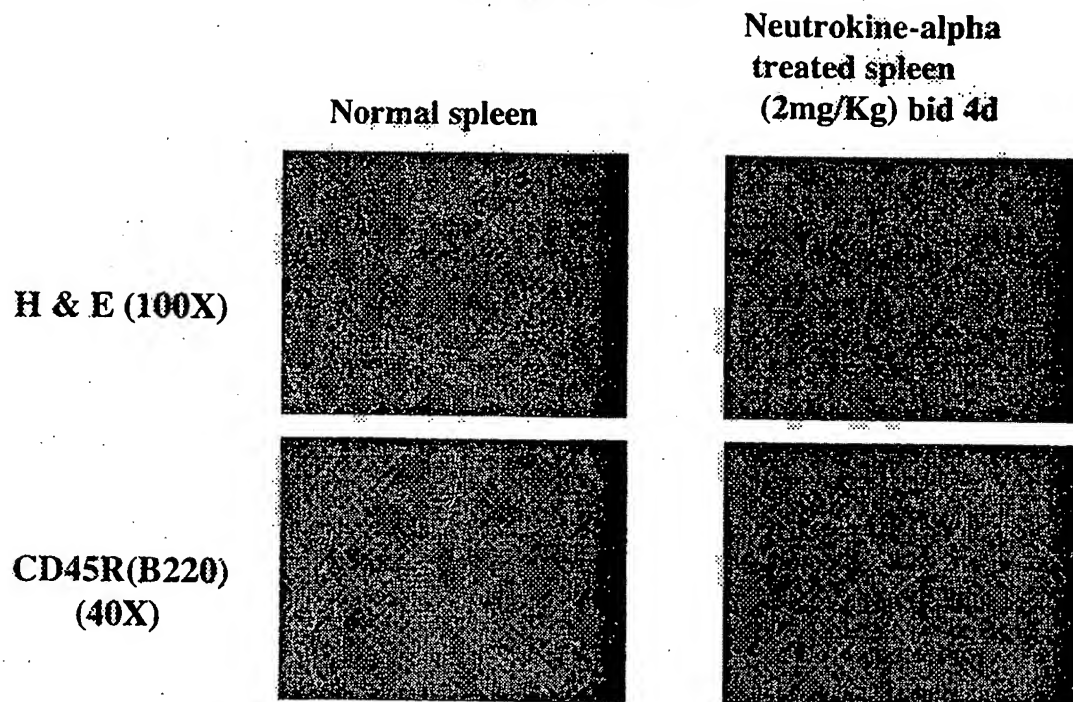 Neutrokine-alpha
treated spleen
(2mg/Kg) bid 4d
Normal spleen
H & E (100X)
CD45R(B220)
(40X)